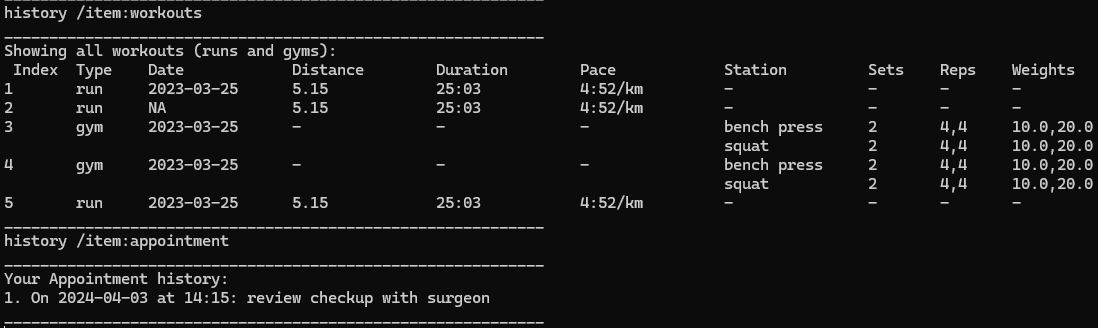 history /item:workouts
____________________________________________________________
Showing all workouts (runs and gyms):
Index Type Date Distance Duration Pace Station Sets Reps Weights
1 run 2023-03-25 5.15 25:03 4:52/km - - - -
2 run NA 5.15 25:03 4:52/km - - - -
3 gym 2023-03-25 - - - bench press 2 4,4 10.0,20.0
squat 2 4,4 10.0,20.0
4 gym 2023-03-25 - - - bench press 2 4,4 10.0,20.0
squat 2 4,4 10.0,20.0
5 run 2023-03-25 5.15 25:03 4:52/km - - - -
____________________________________________________________
history /item:appointment
____________________________________________________________
Your Appointment history:
1. On 2024-04-03 at 14:15: review checkup with surgeon
____________________________________________________________